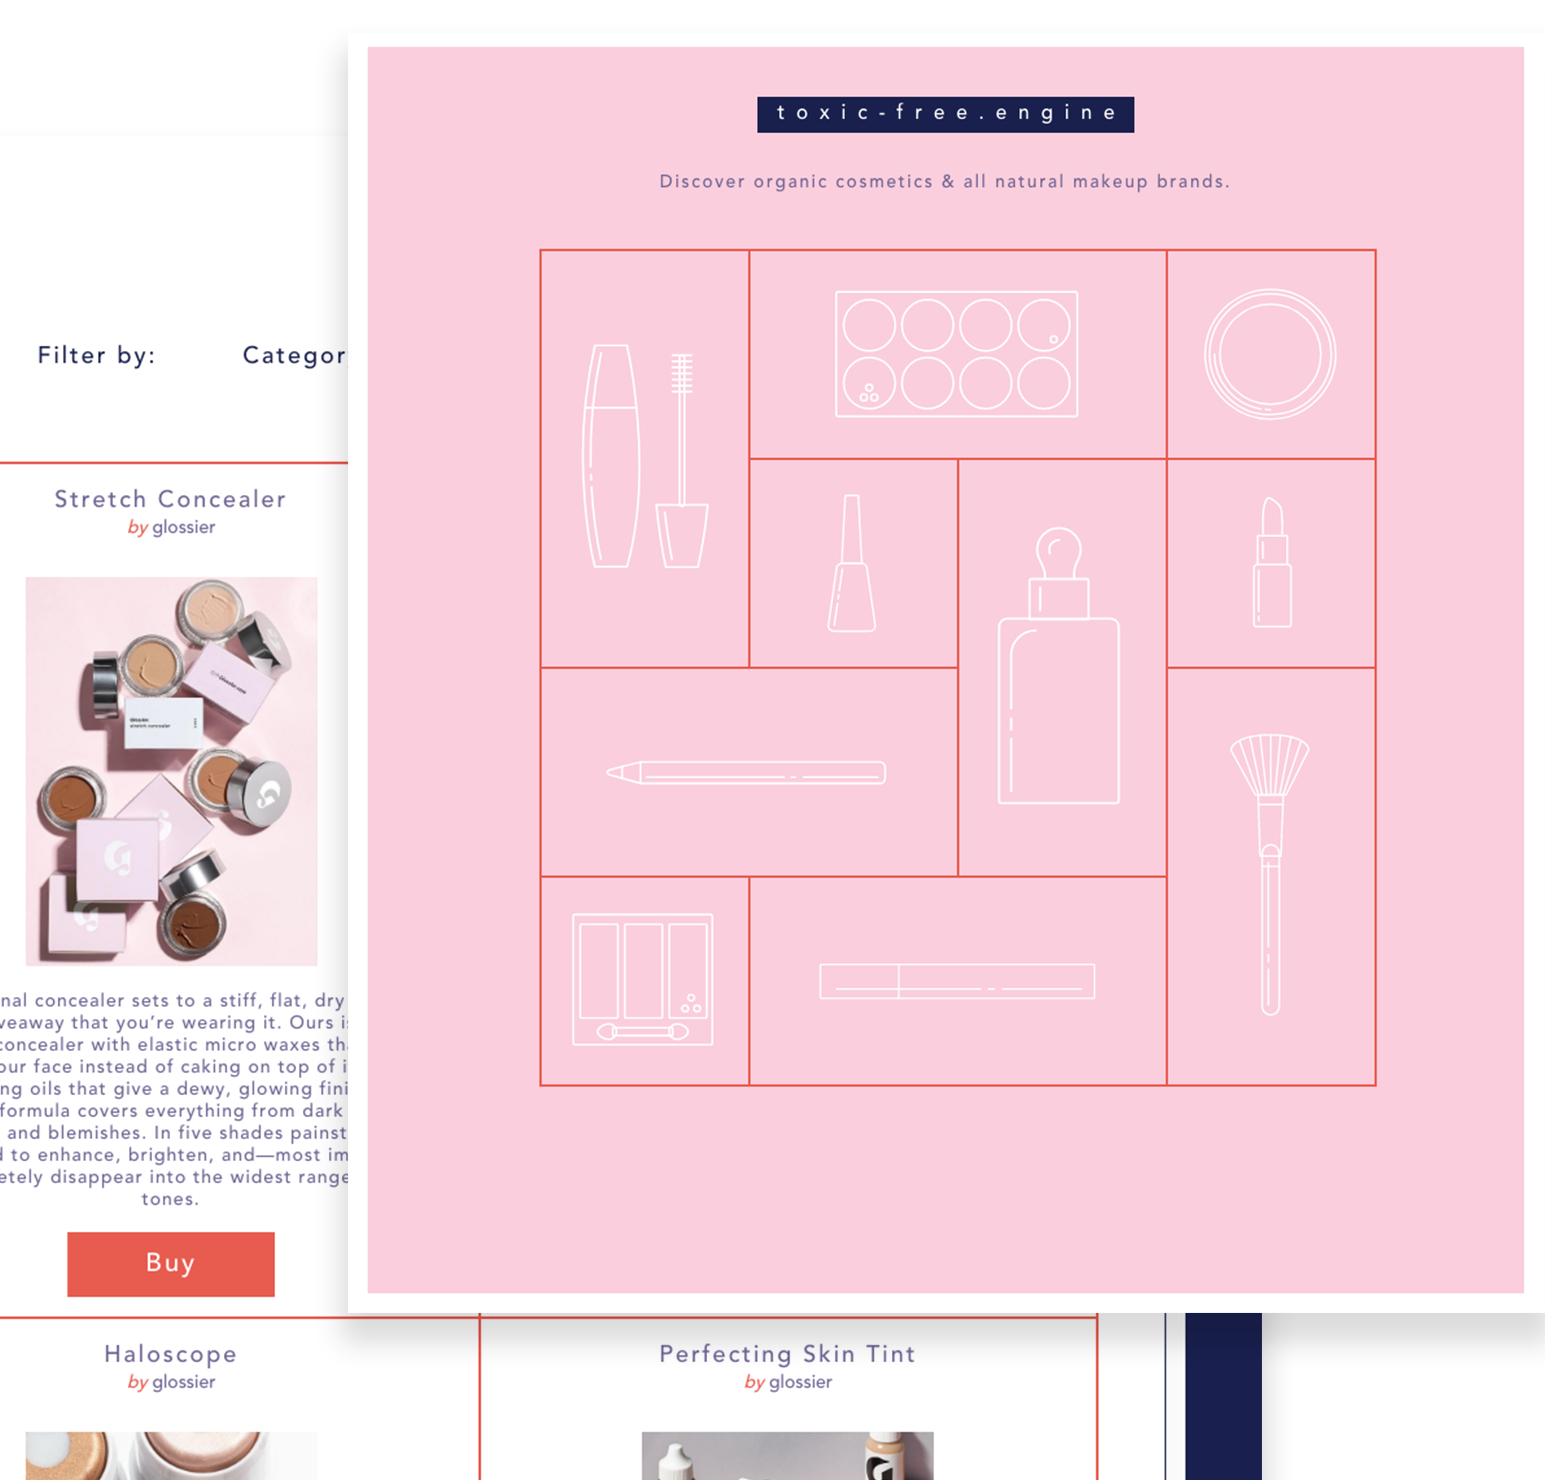 toxic-free.engine
Discover organic cosmetics & all natural makeup brands.
Filter by:
Categor
Stretch Concealer
by glossier
Glossier.
stretch concealer
nal concealer sets to a stiff, flat, dry
veaway that you're wearing it. Ours i
concealer with elastic micro waxes th
our face instead of caking on top of i
ng oils that give a dewy, glowing fini
formula covers everything from dark
and blemishes. In five shades painst
d to enhance, brighten, and—most im
etely disappear into the widest range
tones.
Buy
Haloscope
by glossier
Perfecting Skin Tint
by glossier